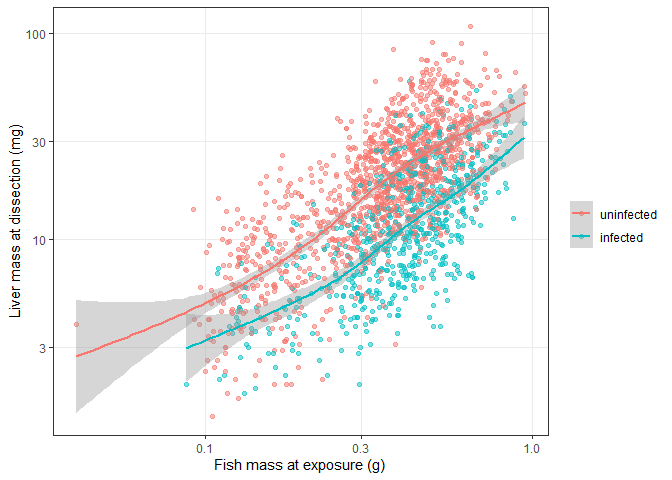 100
30
10
3
Liver mass at dissection (mg)
0.1
0.3
1.0
Fish mass at exposure (g)
uninfected
infected